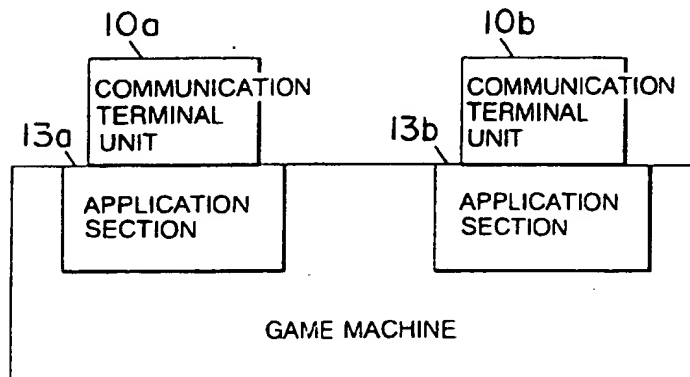 10a
10b
COMMUNICATION
TERMINAL
UNIT
COMMUNICATION
TERMINAL
UNIT
13a
13b
APPLICATION
SECTION
APPLICATION
SECTION
GAME MACHINE